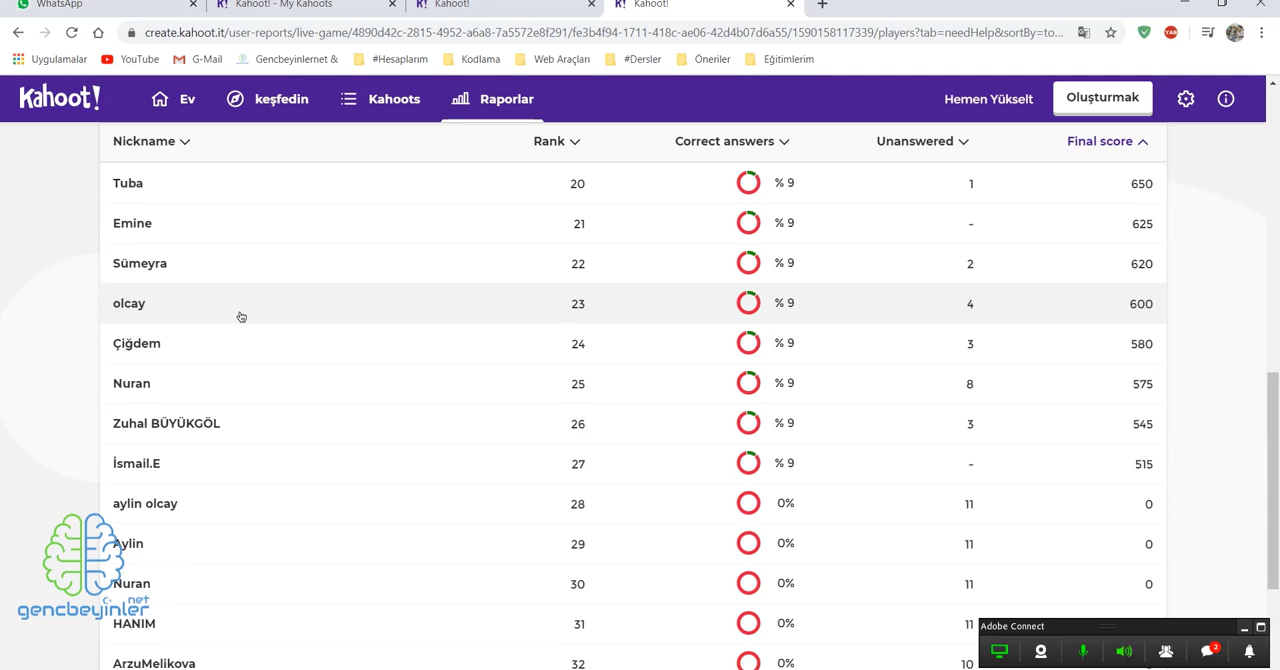 WhatsApp
Kahoot! - My Kahoots
Kahoot!
Kahoot!
create.kahoot.it/user-reports/live-game/4890d42c-2815-4952-a6a8-7a5572e8f291/fe3b4f94-1711-418c-ae06-42d4b07d6a55/1590158117339/players?tab=needHelp&sortBy=to...
Uygulamalar YouTube G-Mail Gencbeyinlernet & #Hesaplarım Kodlama Web Araçları #Dersler Öneriler Eğitimlerim
Kahoot! Ev keşfedin Kahoots Raporlar Hemen Yükselt Oluşturmak
Nickname Rank Correct answers Unanswered Final score
Tuba 20 % 9 1 650
Emine 21 % 9 - 625
Sümeyra 22 % 9 2 620
olcay 23 % 9 4 600
Çiğdem 24 % 9 3 580
Nuran 25 % 9 8 575
Zuhal BÜYÜKGÖL 26 % 9 3 545
İsmail.E 27 % 9 - 515
aylin olcay 28 0% 11 0
Aylin 29 0% 11 0
Nuran 30 0% 11 0
HANIM 31 0% 11
ArzuMelikova 32 0% 10
gencbeyinler
net
Adobe Connect
2